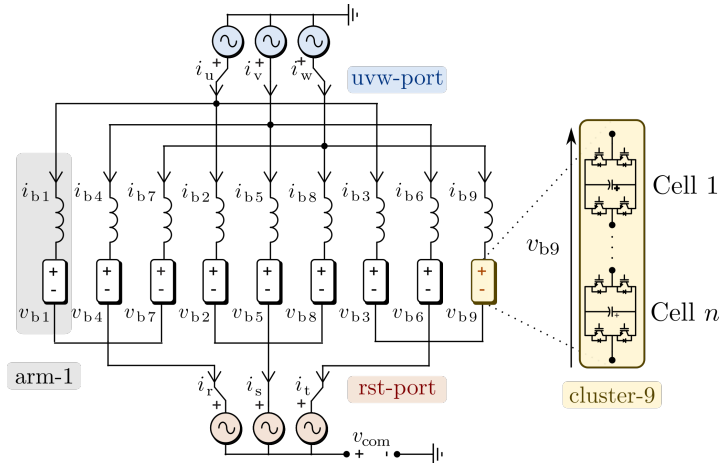 + + +
i_u i_v i_w
uvw-port
i_b1 i_b4 i_b7 i_b2 i_b5 i_b8 i_b3 i_b6 i_b9
Cell 1
v_b9
+ + + + + + + + +
- - - - - - - - -
v_b1 v_b4 v_b7 v_b2 v_b5 v_b8 v_b3 v_b6 v_b9
Cell n
arm-1
i_r i_s i_t
rst-port
cluster-9
+ + +
v_com
+ -